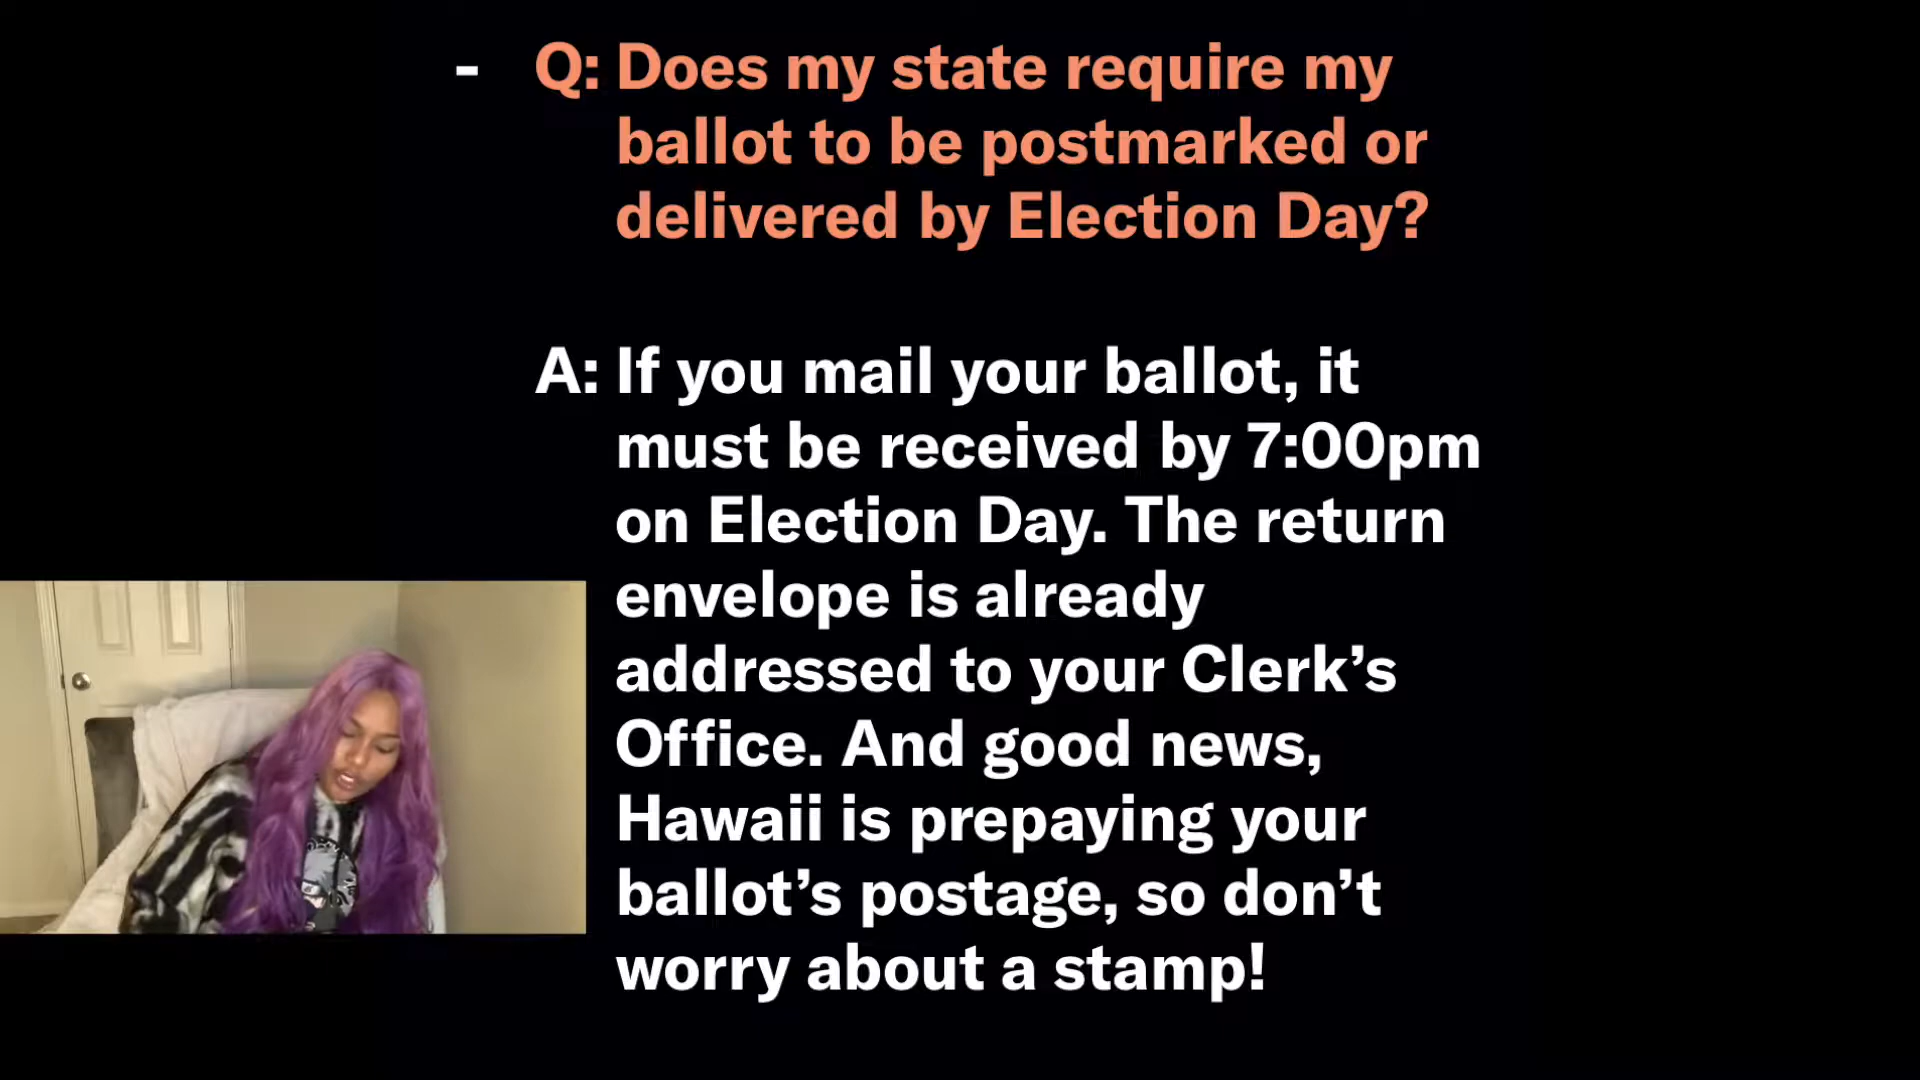 - Q: Does my state require my
ballot to be postmarked or
delivered by Election Day?
A: If you mail your ballot, it
must be received by 7:00pm
on Election Day. The return
envelope is already
addressed to your Clerk’s
Office. And good news,
Hawaii is prepaying your
ballot’s postage, so don’t
worry about a stamp!